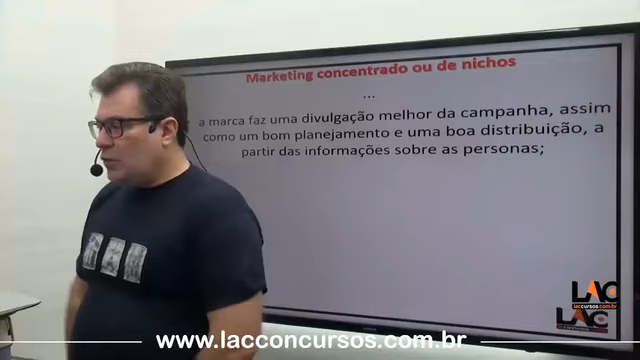 Marketing concentrado ou de nichos
...
a marca faz uma divulgação melhor da campanha, assim
como um bom planejamento e uma boa distribuição, a
partir das informações sobre as personas;
LAC
laccursos.com.br
LAC
www.lacconcursos.com.br